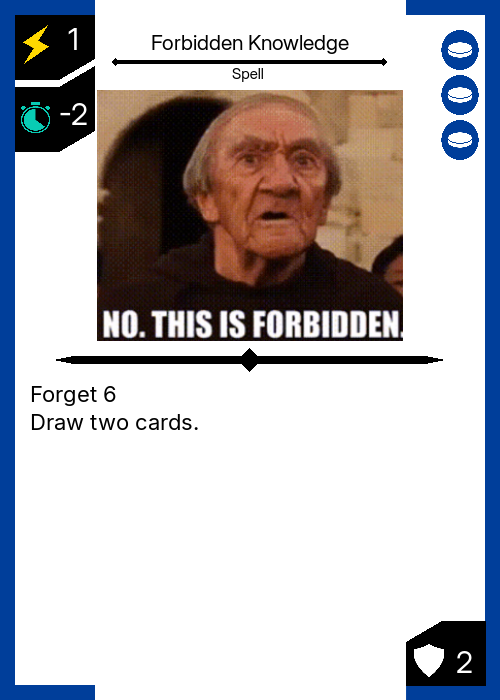 1
Forbidden Knowledge
Spell
-2
NO. THIS IS FORBIDDEN.
Forget 6
Draw two cards.
2